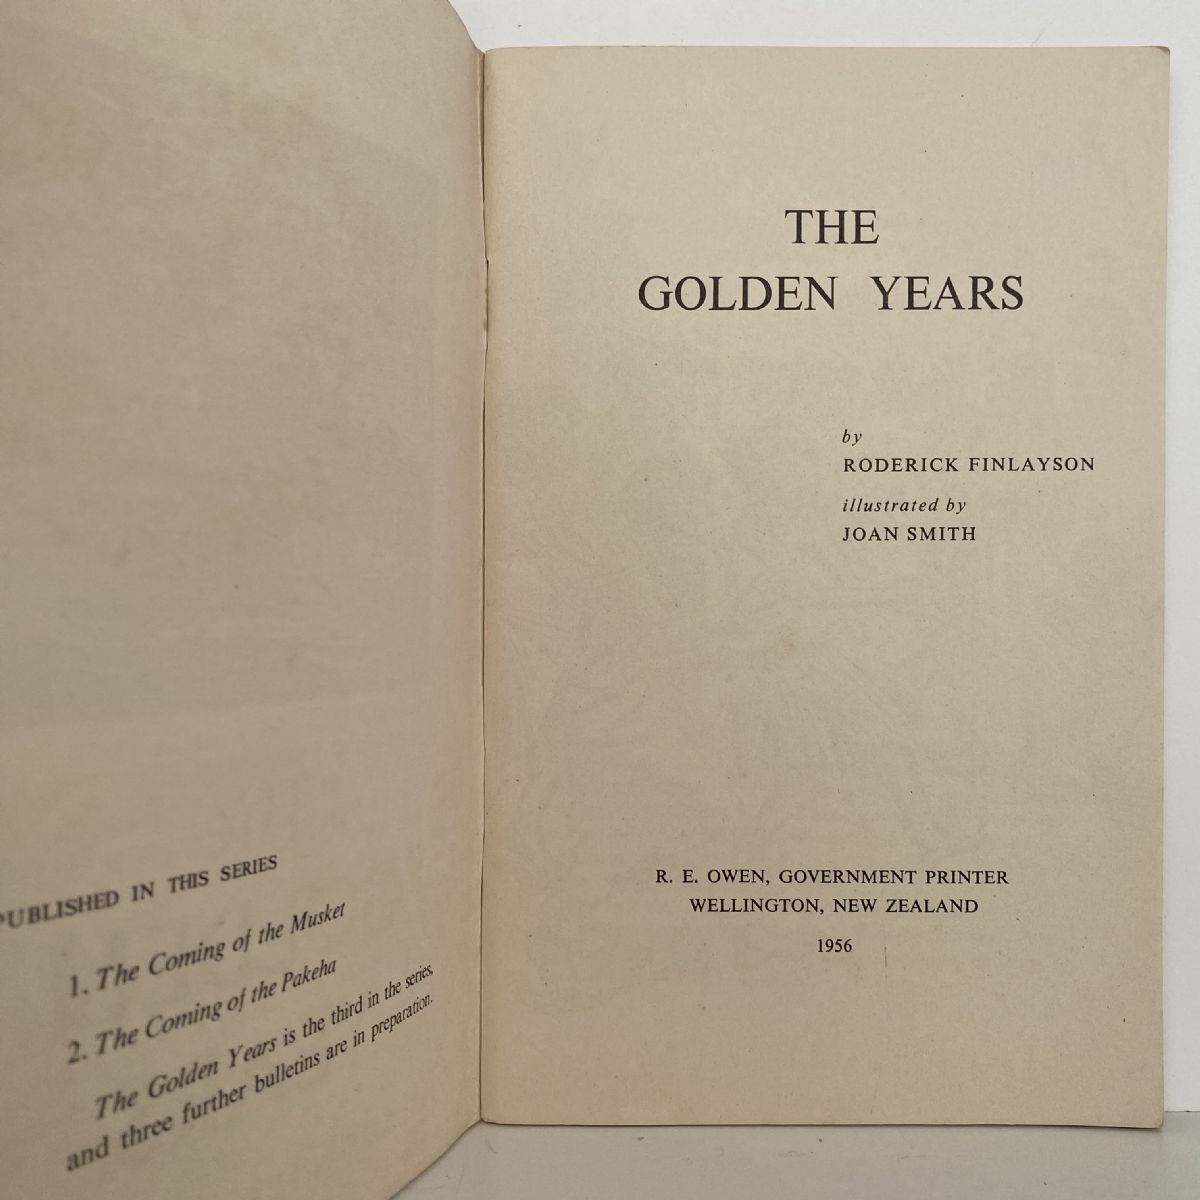 PUBLISHED IN THIS SERIES
1. The Coming of the Musket
2. The Coming of the Pakeha
The Golden Years is the third in the series,
and three further bulletins are in preparation.
THE
GOLDEN YEARS
by
RODERICK FINLAYSON
illustrated by
JOAN SMITH
R. E. OWEN, GOVERNMENT PRINTER
WELLINGTON, NEW ZEALAND
1956